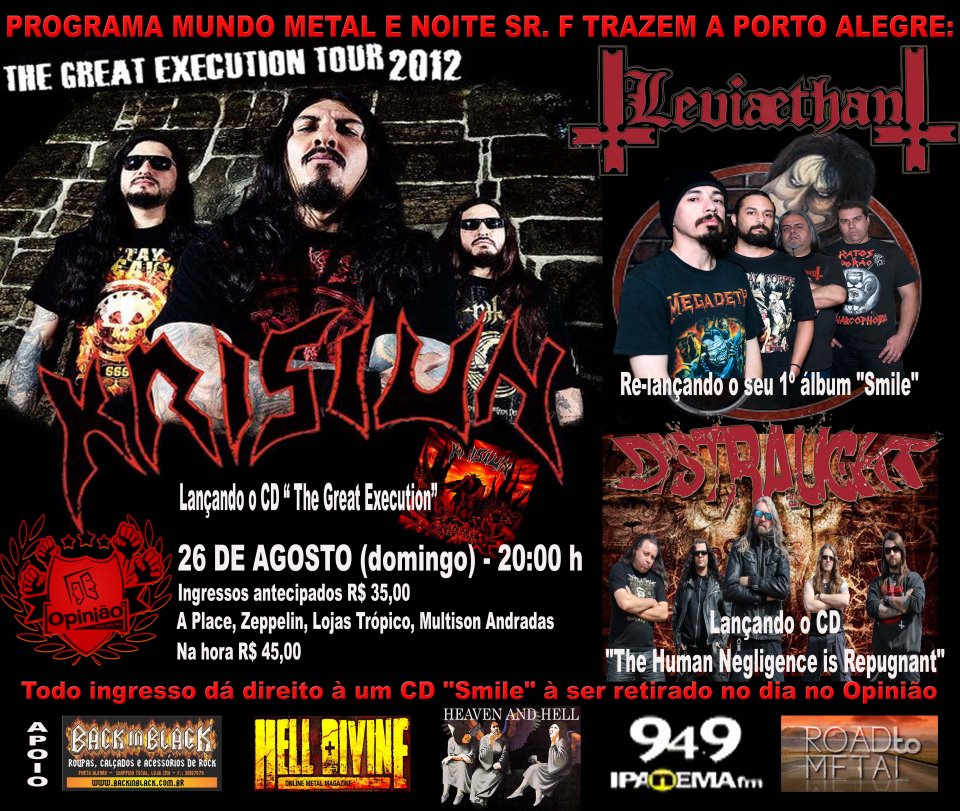 PROGRAMA MUNDO METAL E NOITE SR. F TRAZEM A PORTO ALEGRE:
THE GREAT EXECUTION TOUR 2012
Leviæthan
MEGADETH
RATOS
666
KRISIUN
Re-lançando o seu 1º álbum "Smile"
DISTRAUGHT
Lançando o CD “ The Great Execution”
26 DE AGOSTO (domingo) - 20:00 h
Ingressos antecipados R$ 35,00
A Place, Zeppelin, Lojas Trópico, Multison Andradas
Na hora R$ 45,00
Opinião
Lançando o CD
"The Human Negligence is Repugnant"
Todo ingresso dá direito à um CD "Smile" à ser retirado no dia no Opinião
APOIO
BACK IN BLACK
ROUPAS, CALÇADOS E ACESSÓRIOS DE ROCK
WWW.BACKINBLACK.COM.BR
HELL DIVINE
ONLINE METAL MAGAZINE
HEAVEN AND HELL
94.9
IPANEMA fm
ROAD to
METAL